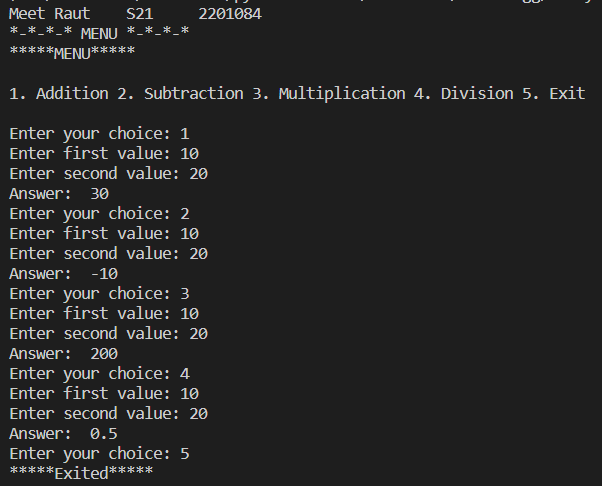 Meet Raut    S21     2201084
*-*-*-* MENU *-*-*-*
*****MENU*****
1. Addition 2. Subtraction 3. Multiplication 4. Division 5. Exit
Enter your choice: 1
Enter first value: 10
Enter second value: 20
Answer:  30
Enter your choice: 2
Enter first value: 10
Enter second value: 20
Answer:  -10
Enter your choice: 3
Enter first value: 10
Enter second value: 20
Answer:  200
Enter your choice: 4
Enter first value: 10
Enter second value: 20
Answer:  0.5
Enter your choice: 5
*****Exited*****